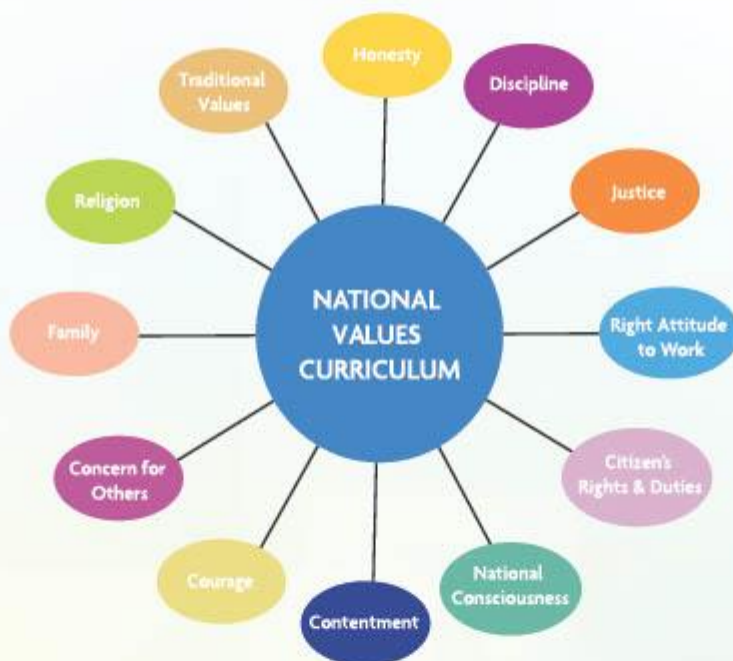 Honesty
Discipline
Justice
Right Attitude
to Work
Citizen's
Rights & Duties
National
Consciousness
Contentment
Courage
Concern for
Others
Family
Religion
Traditional
Values
NATIONAL
VALUES
CURRICULUM